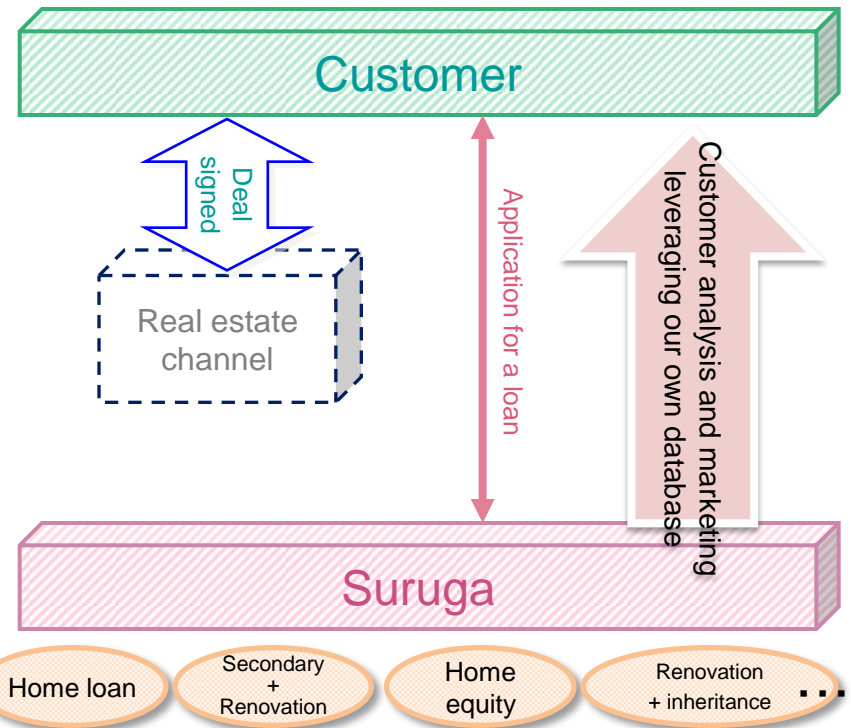 Customer
Deal
signed
Real estate
channel
Application for a loan
Customer analysis and marketing
leveraging our own database
Suruga
Home loan
Secondary
+
Renovation
Home
equity
Renovation
+ inheritance
...